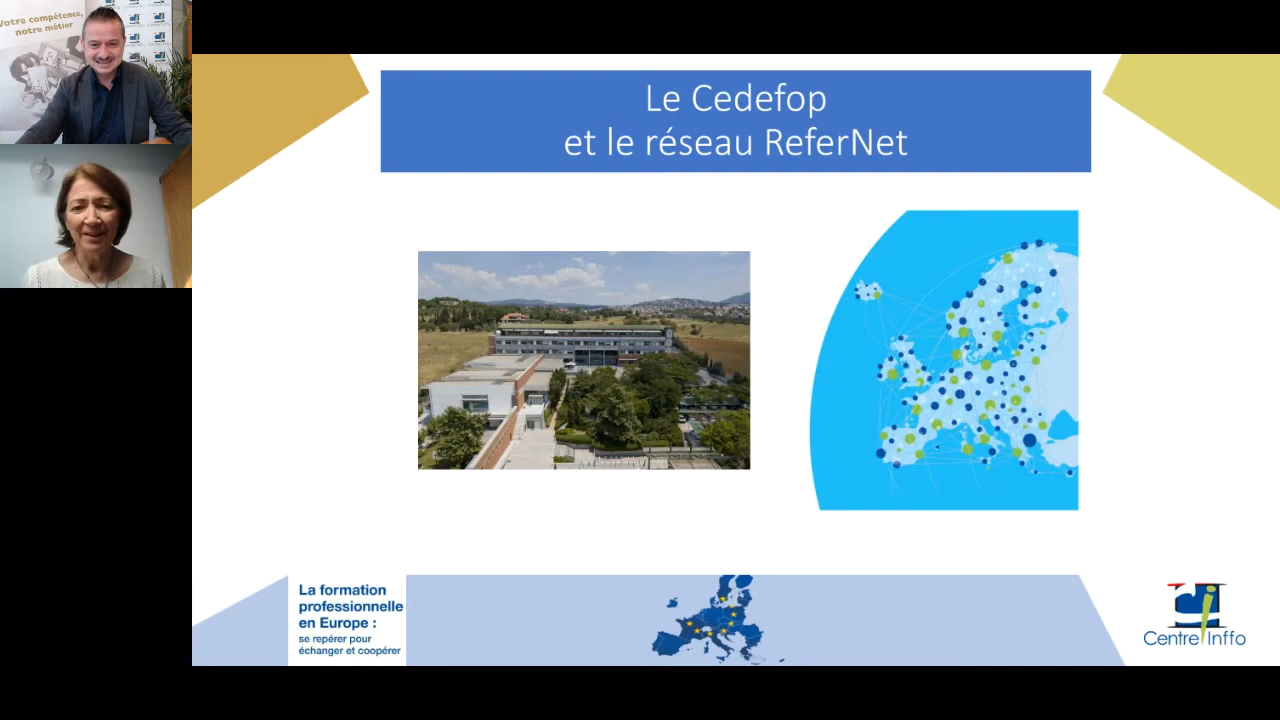 Votre compétence,
notre métier
Le Cedefop
et le réseau ReferNet
La formation
professionnelle
en Europe :
se repérer pour
échanger et coopérer
Centre Inffo